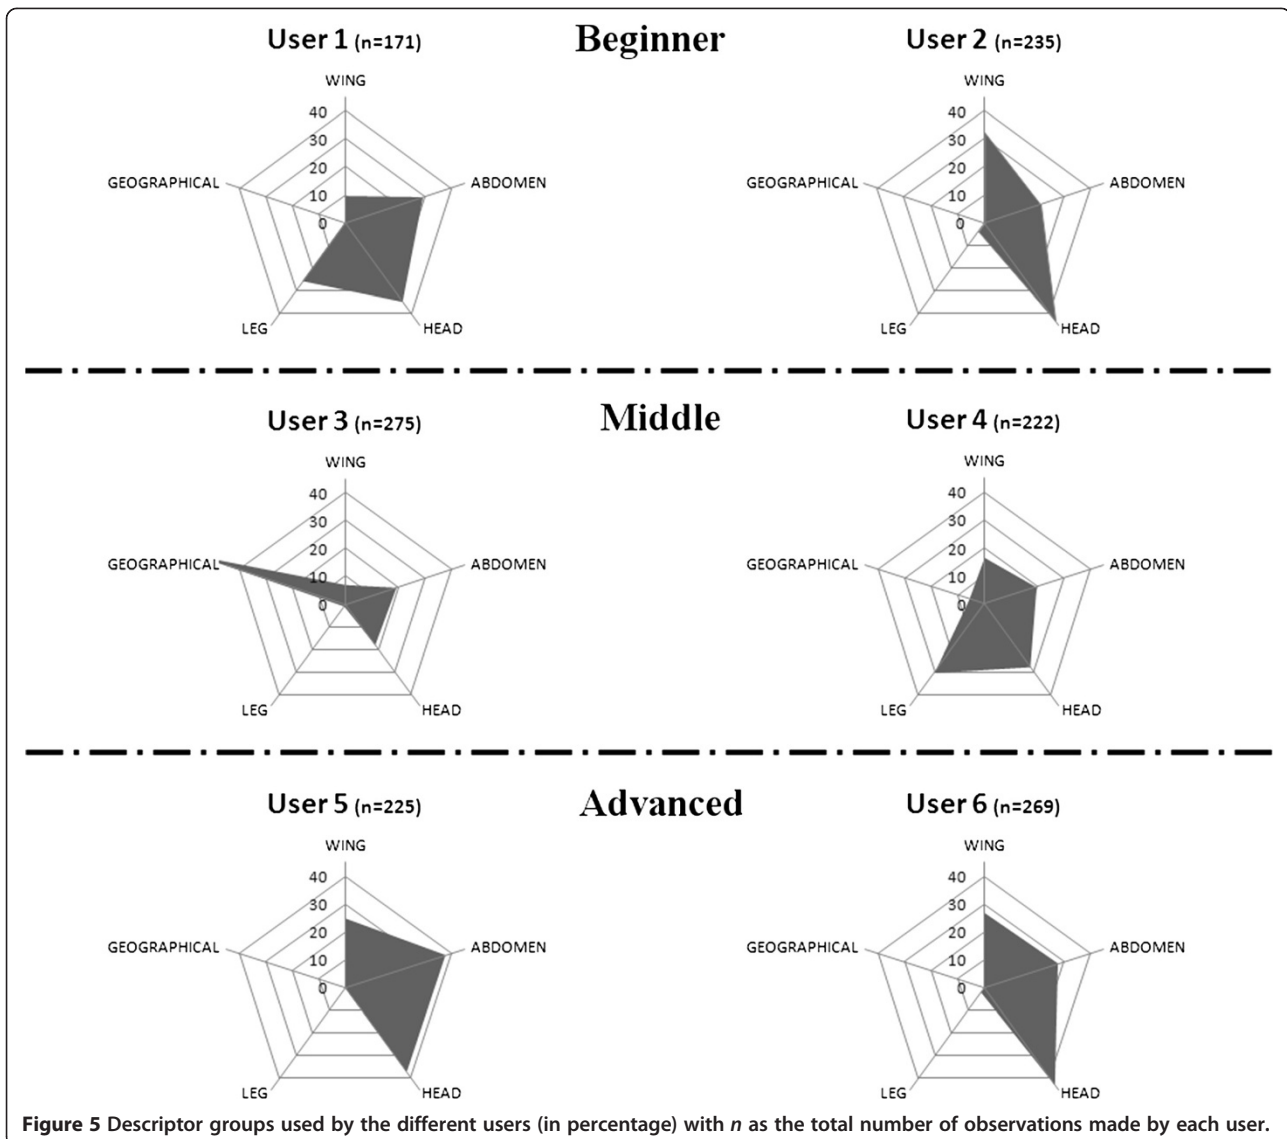 User 1 (n=171)
Beginner
User 2 (n=235)
WING
40
30
20
10
0
GEOGRAPHICAL
ABDOMEN
LEG
HEAD
WING
40
30
20
10
0
GEOGRAPHICAL
ABDOMEN
LEG
HEAD
User 3 (n=275)
Middle
User 4 (n=222)
WING
40
30
20
10
0
GEOGRAPHICAL
ABDOMEN
LEG
HEAD
WING
40
30
20
10
0
GEOGRAPHICAL
ABDOMEN
LEG
HEAD
User 5 (n=225)
Advanced
User 6 (n=269)
WING
40
30
20
10
0
GEOGRAPHICAL
ABDOMEN
LEG
HEAD
WING
40
30
20
10
0
GEOGRAPHICAL
ABDOMEN
LEG
HEAD
Figure 5 Descriptor groups used by the different users (in percentage) with n as the total number of observations made by each user.